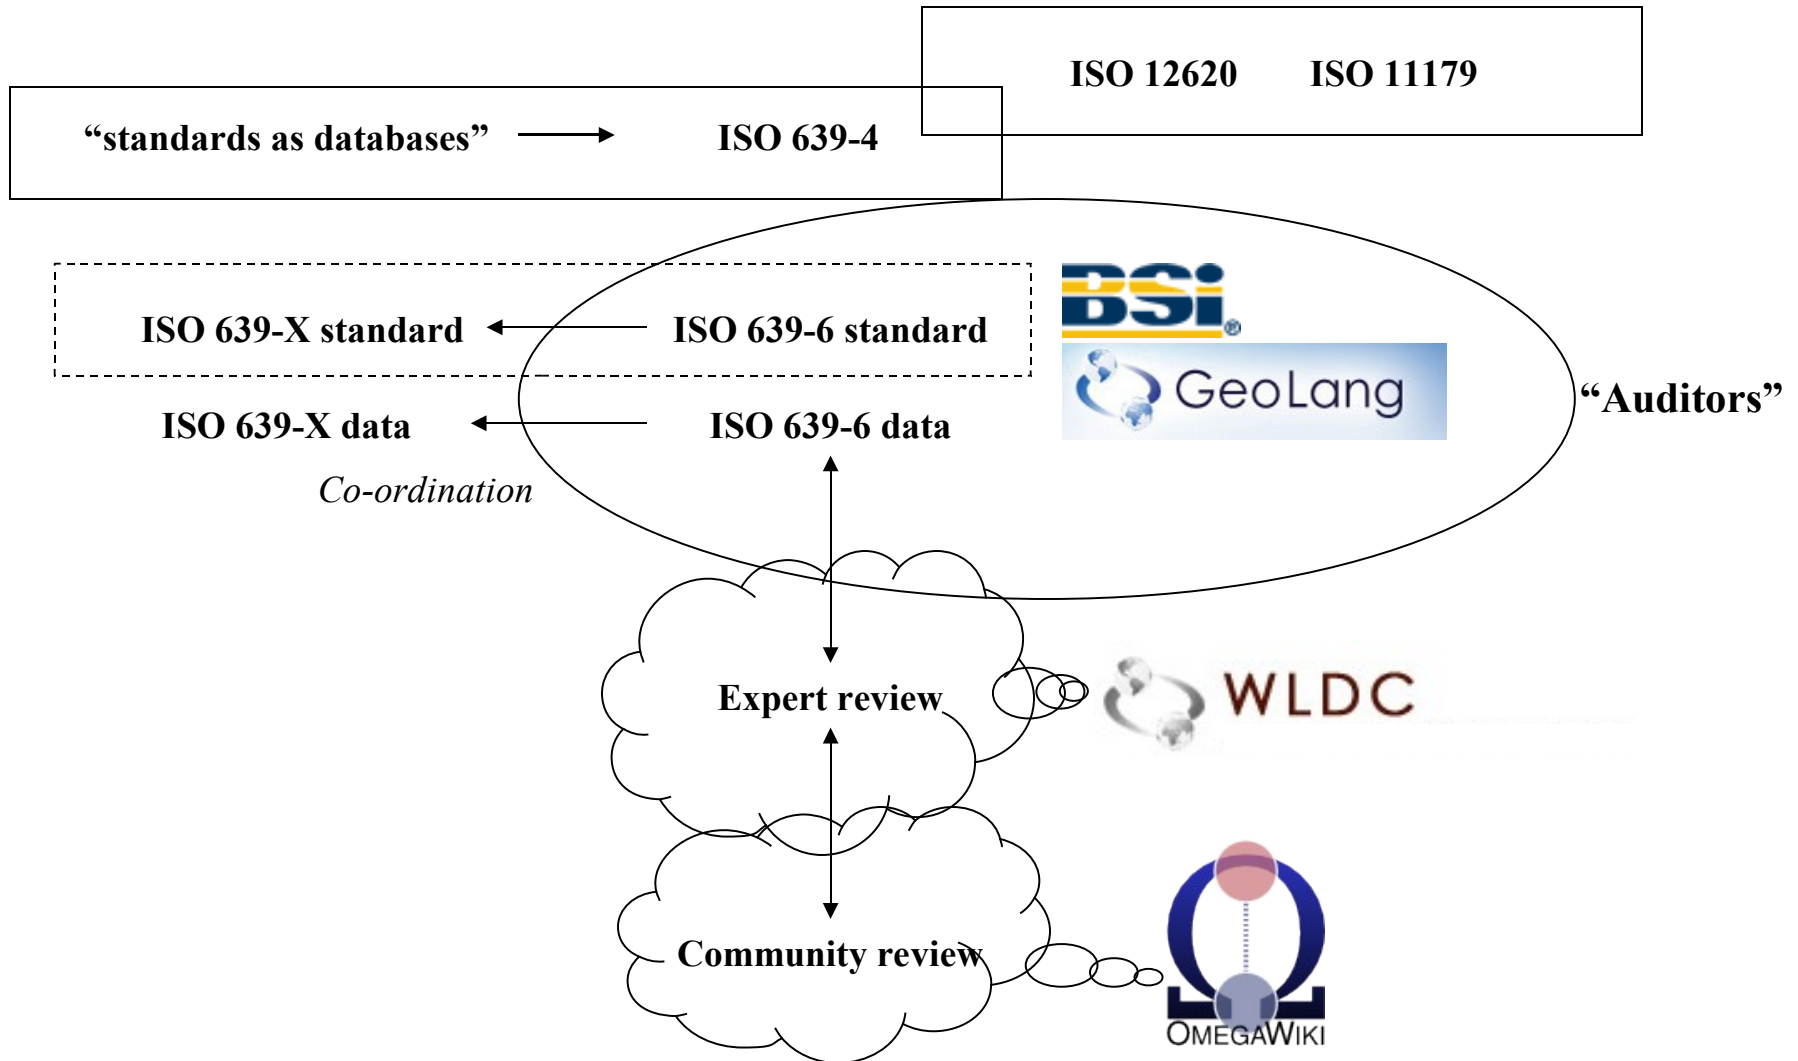 ISO 12620 ISO 11179
“standards as databases” ISO 639-4
BSi®
ISO 639-X standard ISO 639-6 standard
GeoLang
“Auditors”
ISO 639-X data ISO 639-6 data
Co-ordination
Expert review
WLDC
Community review
OMEGAWIKI